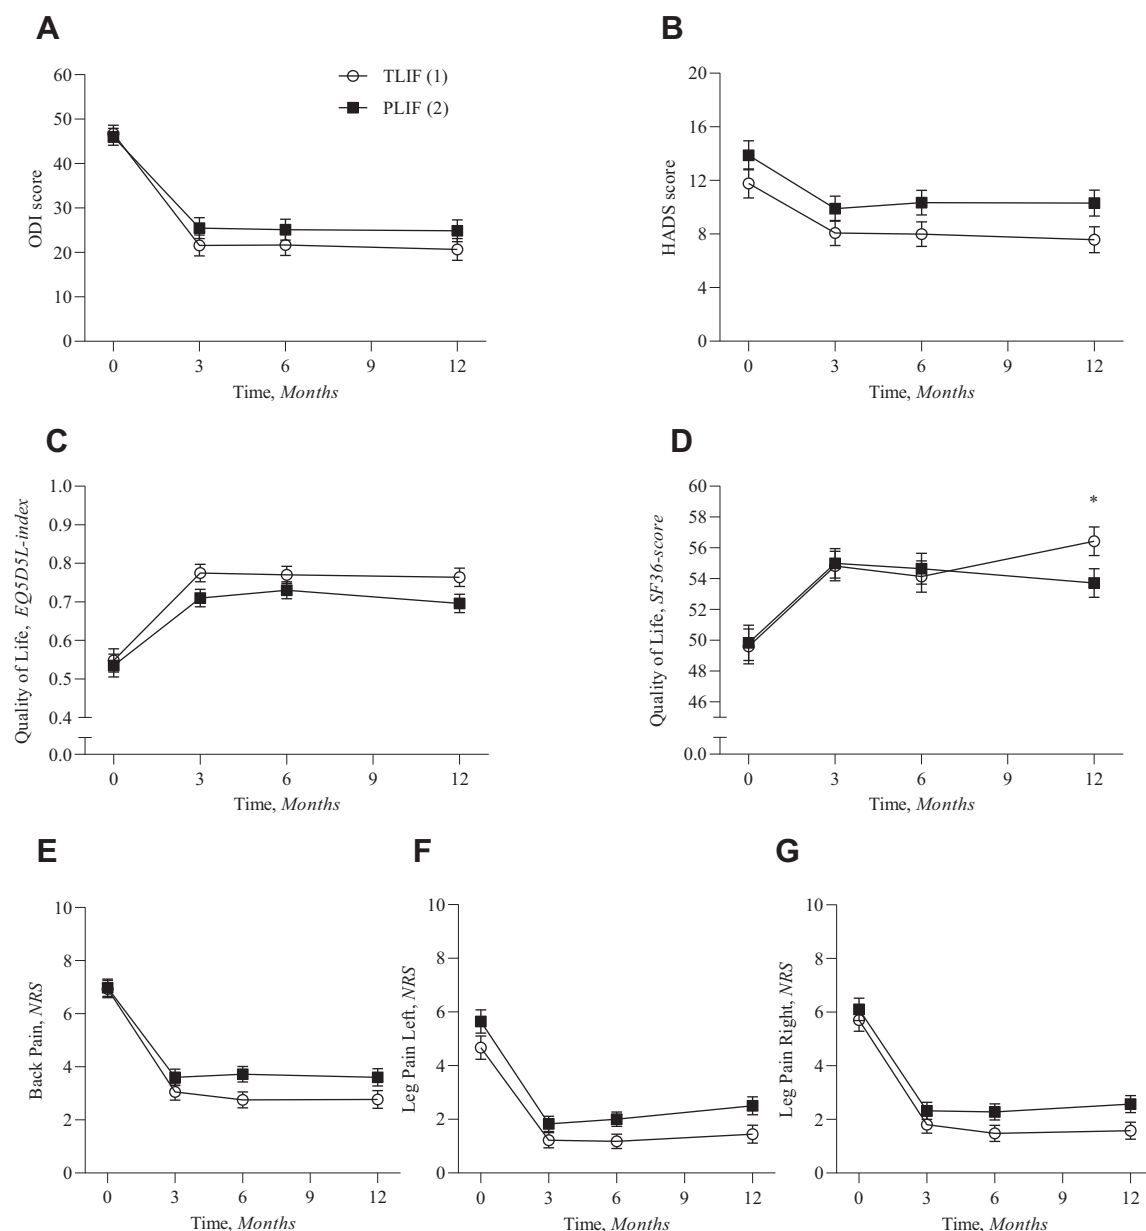 A
B
60
50
40
30
20
10
0
ODI score
TLIF (1)
PLIF (2)
0 3 6 9 12
Time, Months
20
16
12
8
4
0
HADS score
0 3 6 9 12
Time, Months
C
D
1.0
0.9
0.8
0.7
0.6
0.5
0.4
0.0
Quality of Life, EQ5D5L-index
0 3 6 9 12
Time, Months
60
58
56
54
52
50
48
46
0.0
Quality of Life, SF36-score
*
0 3 6 9 12
Time, Months
E
F
G
10
8
6
4
2
0
Back Pain, NRS
0 3 6 9 12
Time, Months
10
8
6
4
2
0
Leg Pain Left, NRS
0 3 6 9 12
Time, Months
10
8
6
4
2
0
Leg Pain Right, NRS
0 3 6 9 12
Time, Months